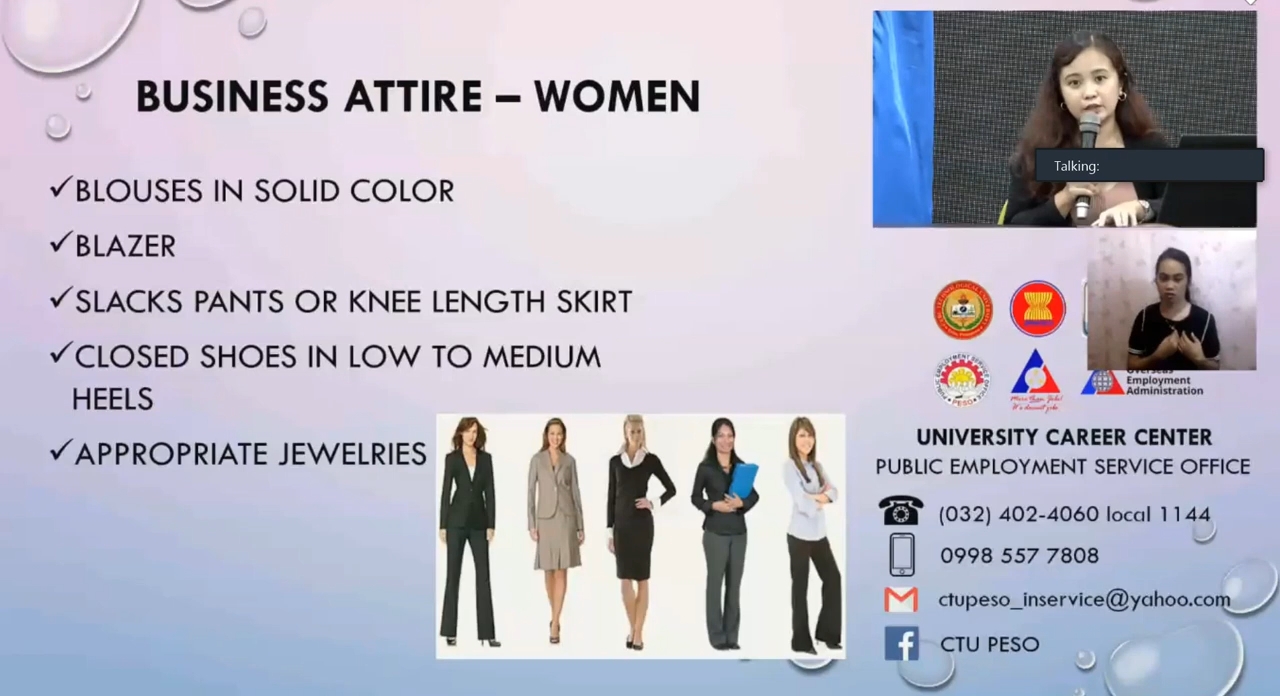 BUSINESS ATTIRE – WOMEN
✓BLOUSES IN SOLID COLOR
✓BLAZER
✓SLACKS PANTS OR KNEE LENGTH SKIRT
✓CLOSED SHOES IN LOW TO MEDIUM
HEELS
✓APPROPRIATE JEWELRIES
Talking:
PESO
Overseas
Employment
Administration
UNIVERSITY CAREER CENTER
PUBLIC EMPLOYMENT SERVICE OFFICE
(032) 402-4060 local 1144
0998 557 7808
ctupeso_inservice@yahoo.com
CTU PESO